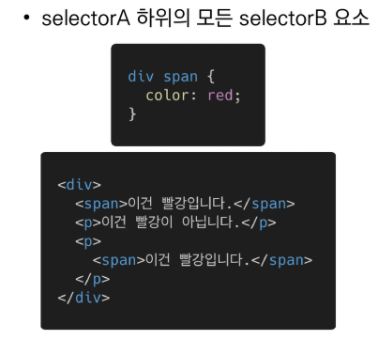 • selectorA 하위의 모든 selectorB 요소
div span {
  color: red;
}
<div>
  <span>이건 빨강입니다.</span>
  <p>이건 빨강이 아닙니다.</p>
  <p>
    <span>이건 빨강입니다.</span>
  </p>
</div>